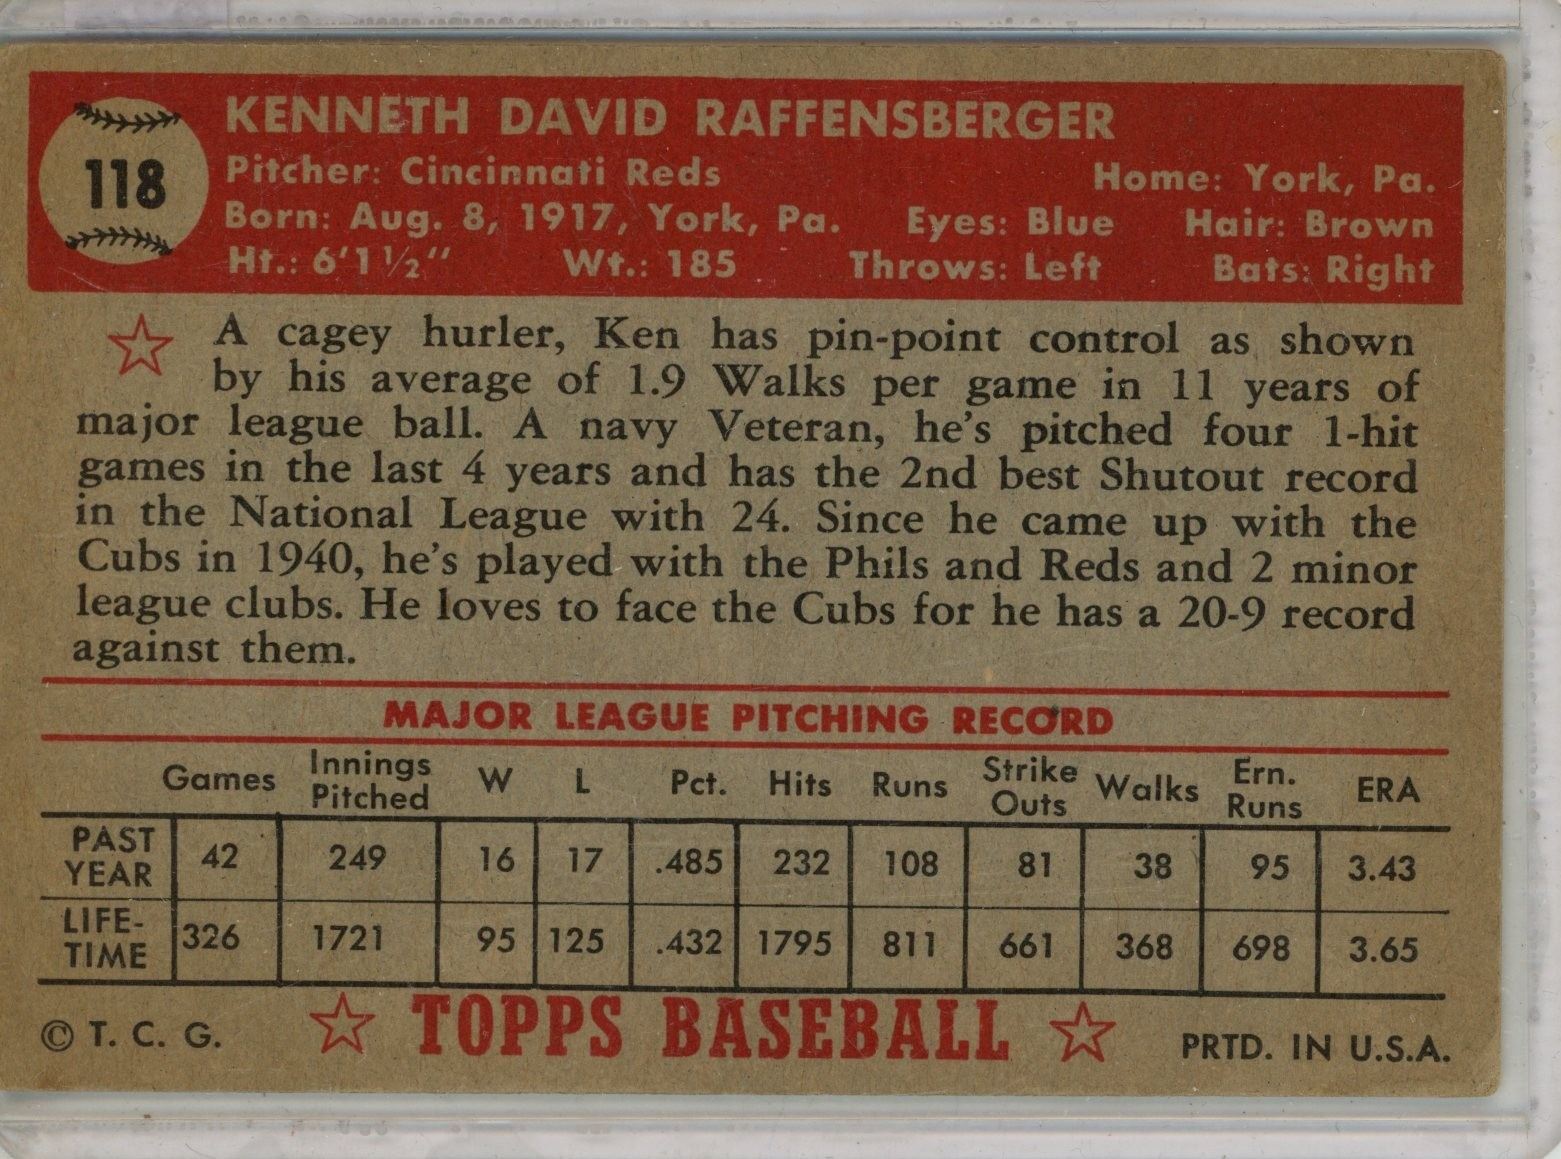 118
KENNETH DAVID RAFFENSBERGER
Pitcher: Cincinnati Reds Home: York, Pa.
Born: Aug. 8, 1917, York, Pa. Eyes: Blue Hair: Brown
Ht.: 6'1½" Wt.: 185 Throws: Left Bats: Right
A cagey hurler, Ken has pin-point control as shown
by his average of 1.9 Walks per game in 11 years of
major league ball. A navy Veteran, he's pitched four 1-hit
games in the last 4 years and has the 2nd best Shutout record
in the National League with 24. Since he came up with the
Cubs in 1940, he's played with the Phils and Reds and 2 minor
league clubs. He loves to face the Cubs for he has a 20-9 record
against them.
MAJOR LEAGUE PITCHING RECORD
Games Innings Pitched W L Pct. Hits Runs Strike Outs Walks Ern. Runs ERA
PAST YEAR 42 249 16 17 .485 232 108 81 38 95 3.43
LIFE-TIME 326 1721 95 125 .432 1795 811 661 368 698 3.65
© T. C. G. TOPPS BASEBALL PRTD. IN U.S.A.